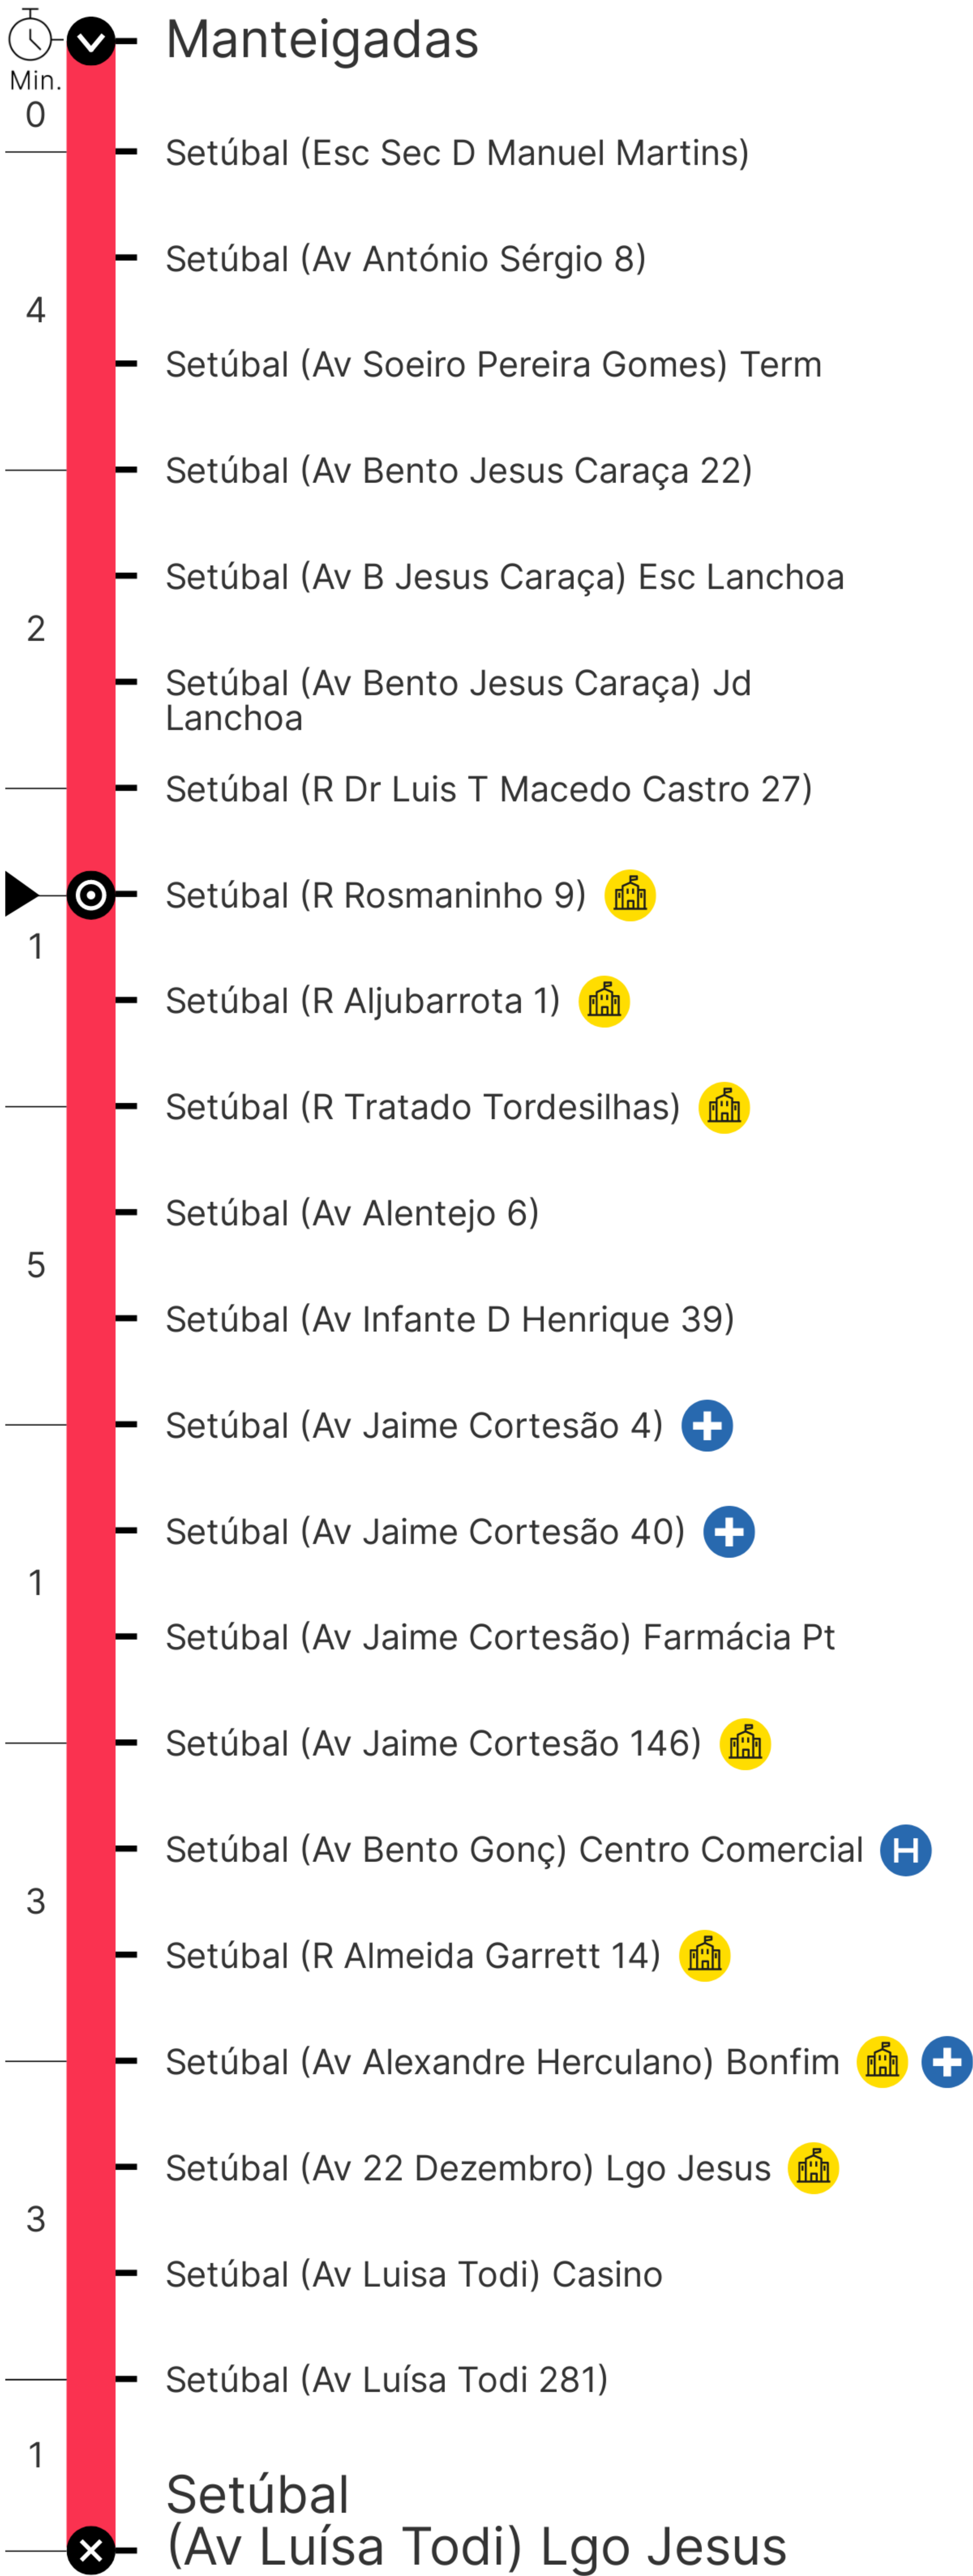 Manteigadas
Min.
0
Setúbal (Esc Sec D Manuel Martins)
Setúbal (Av António Sérgio 8)
4
Setúbal (Av Soeiro Pereira Gomes) Term
Setúbal (Av Bento Jesus Caraça 22)
Setúbal (Av B Jesus Caraça) Esc Lanchoa
2
Setúbal (Av Bento Jesus Caraça) Jd
Lanchoa
Setúbal (R Dr Luis T Macedo Castro 27)
Setúbal (R Rosmaninho 9)
1
Setúbal (R Aljubarrota 1)
Setúbal (R Tratado Tordesilhas)
Setúbal (Av Alentejo 6)
5
Setúbal (Av Infante D Henrique 39)
Setúbal (Av Jaime Cortesão 4)
Setúbal (Av Jaime Cortesão 40)
1
Setúbal (Av Jaime Cortesão) Farmácia Pt
Setúbal (Av Jaime Cortesão 146)
Setúbal (Av Bento Gonç) Centro Comercial H
3
Setúbal (R Almeida Garrett 14)
Setúbal (Av Alexandre Herculano) Bonfim
Setúbal (Av 22 Dezembro) Lgo Jesus
3
Setúbal (Av Luisa Todi) Casino
Setúbal (Av Luísa Todi 281)
1
Setúbal
(Av Luísa Todi) Lgo Jesus